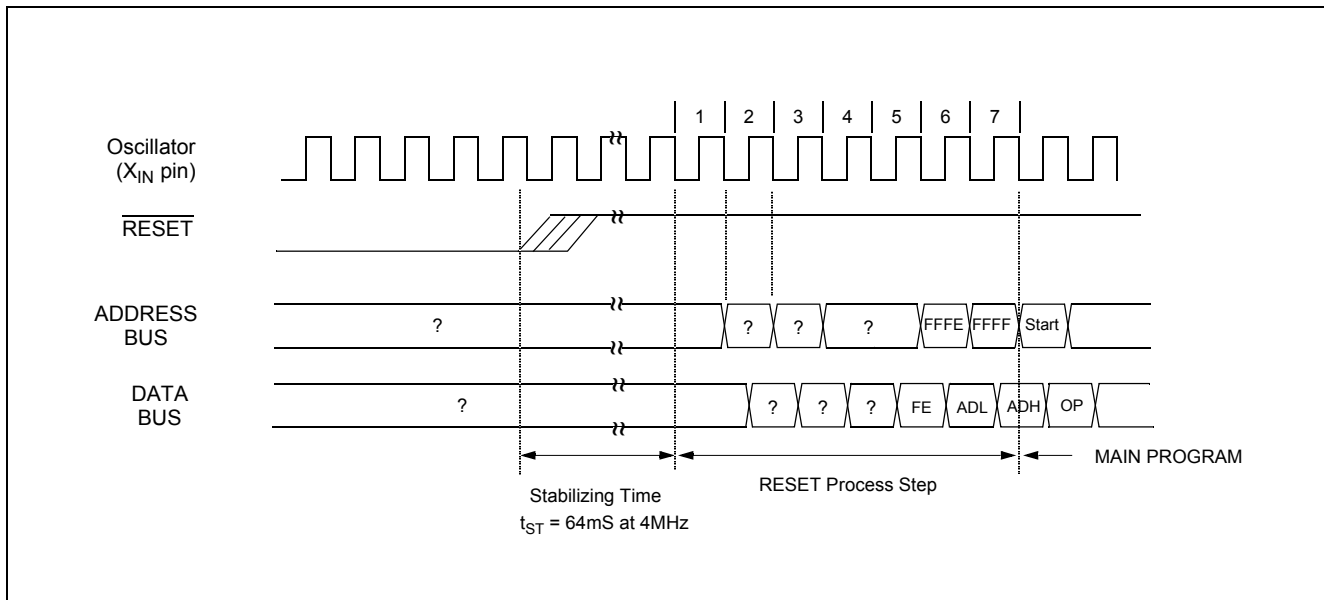 1 2 3 4 5 6 7
Oscillator
(XIN pin)
RESET
ADDRESS
BUS
? ? ? ? FFFE FFFF Start
DATA
BUS
? ? ? ? FE ADL ADH OP
MAIN PROGRAM
Stabilizing Time
tST = 64mS at 4MHz
RESET Process Step